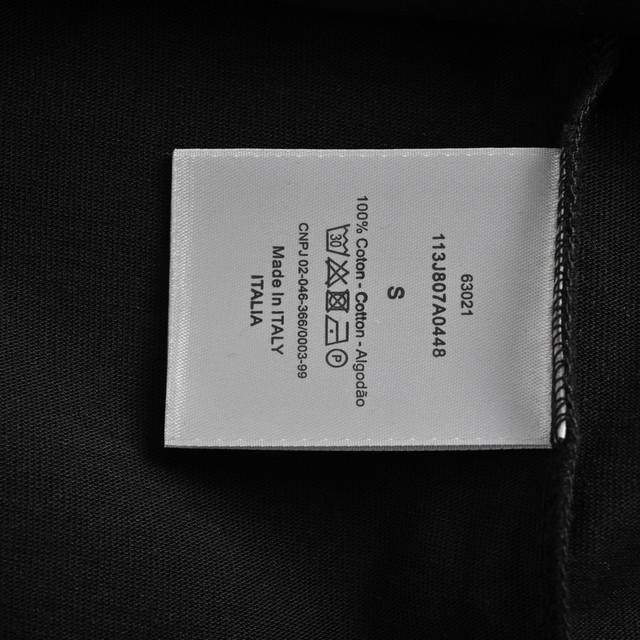 63021
113J807A0448
S
100% Coton - Cotton - Algodão
30 P
CNPJ 02-046-366/0003-99
Made In ITALY
ITALIA